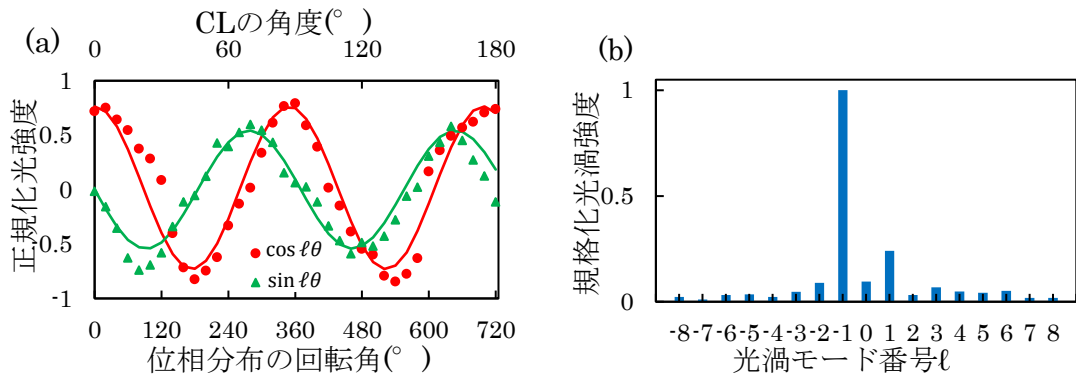 (a)
CLの角度(°)
0 60 120 180
正規化光強度
1
0.5
0
-0.5
-1
cos ℓθ
sin ℓθ
0 120 240 360 480 600 720
位相分布の回転角(°)
(b)
規格化光渦強度
1
0.5
0
-8 -7 -6 -5 -4 -3 -2 -1 0 1 2 3 4 5 6 7 8
光渦モード番号ℓ